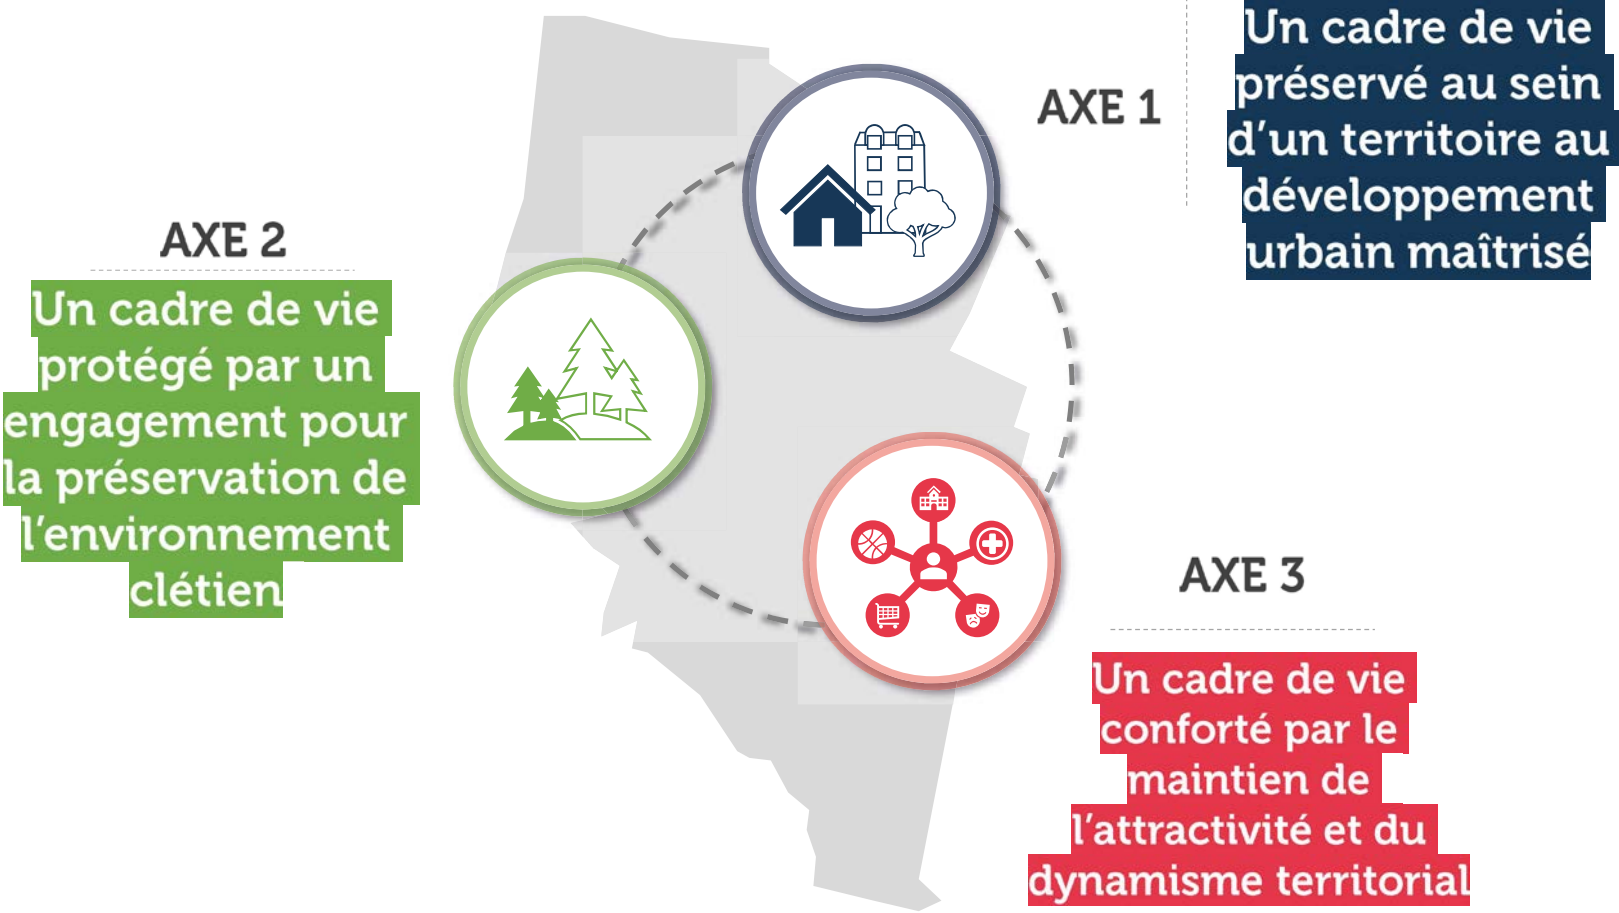 AXE 1
Un cadre de vie
préservé au sein
d'un territoire au
développement
urbain maîtrisé
AXE 2
Un cadre de vie
protégé par un
engagement pour
la préservation de
l'environnement
clétien
AXE 3
Un cadre de vie
conforté par le
maintien de
l'attractivité et du
dynamisme territorial